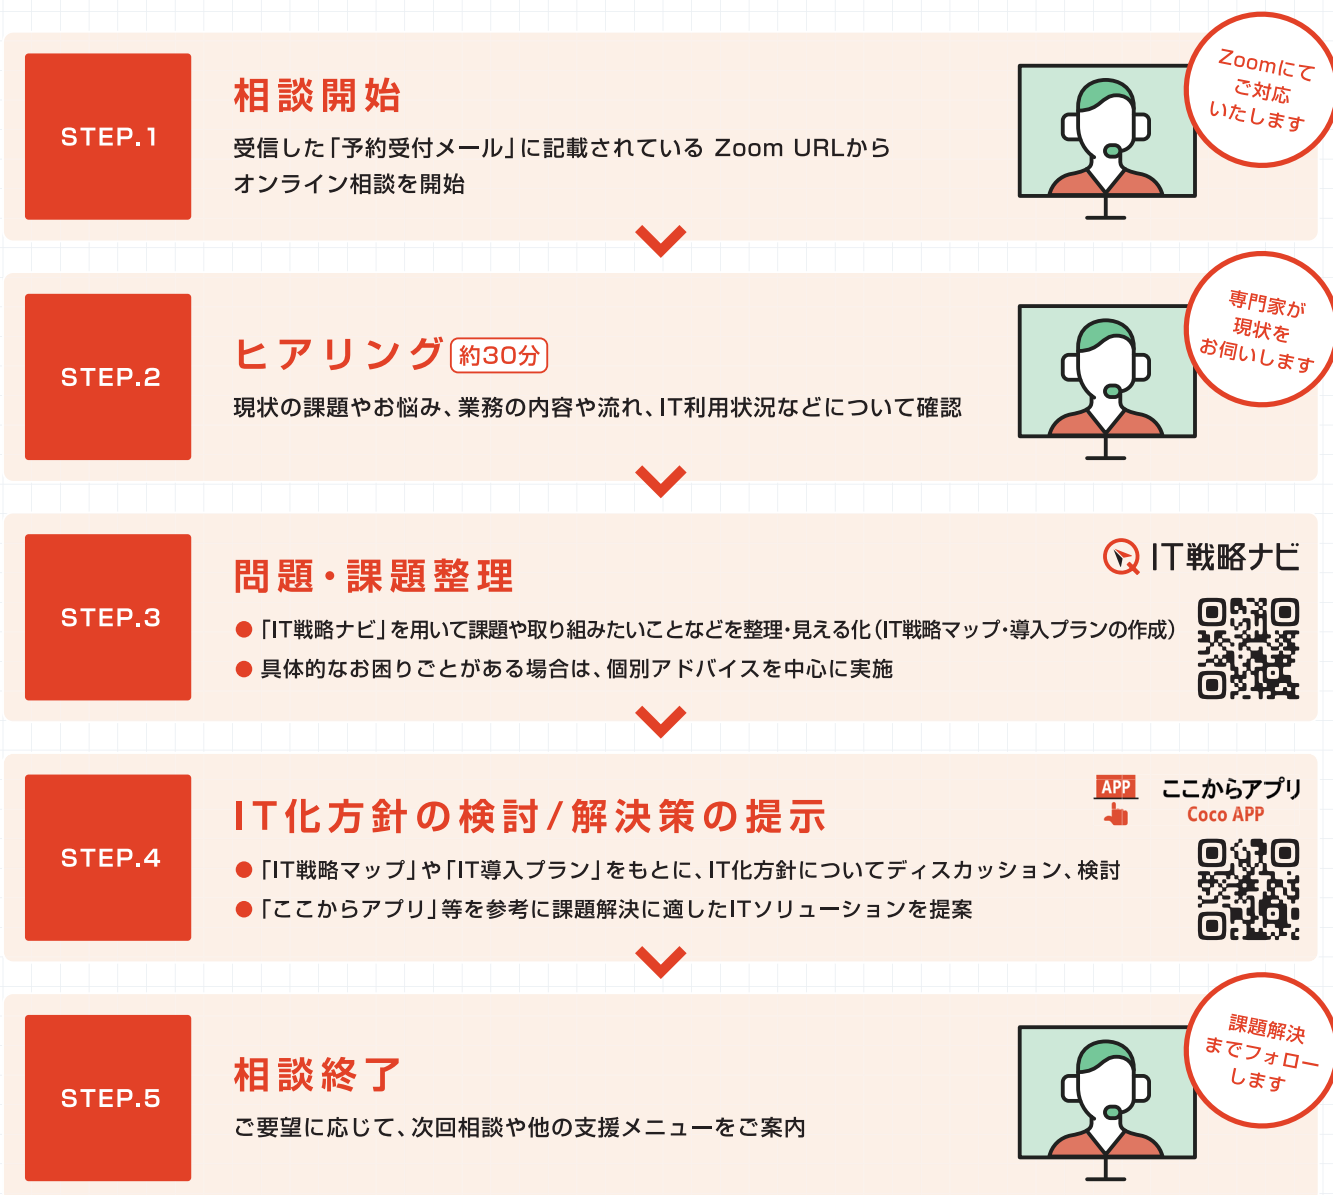 STEP.1
相談開始
受信した「予約受付メール」に記載されている Zoom URLから
オンライン相談を開始
Zoomにて
ご対応
いたします
STEP.2
ヒアリング 約30分
現状の課題やお悩み、業務の内容や流れ、IT利用状況などについて確認
専門家が
現状を
お伺いします
STEP.3
問題・課題整理
● 「IT戦略ナビ」を用いて課題や取り組みたいことなどを整理・見える化（IT戦略マップ・導入プランの作成）
● 具体的なお困りごとがある場合は、個別アドバイスを中心に実施
IT戦略ナビ
STEP.4
IT化方針の検討/解決策の提示
● 「IT戦略マップ」や「IT導入プラン」をもとに、IT化方針についてディスカッション、検討
● 「ここからアプリ」等を参考に課題解決に適したITソリューションを提案
APP
ここからアプリ
Coco APP
STEP.5
相談終了
ご要望に応じて、次回相談や他の支援メニューをご案内
課題解決
までフォロー
します